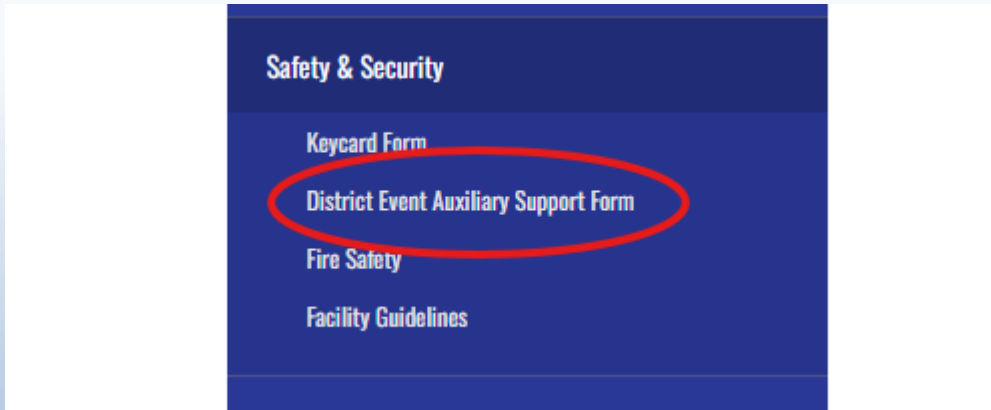 Safety & Security
Keycard Form
District Event Auxiliary Support Form
Fire Safety
Facility Guidelines